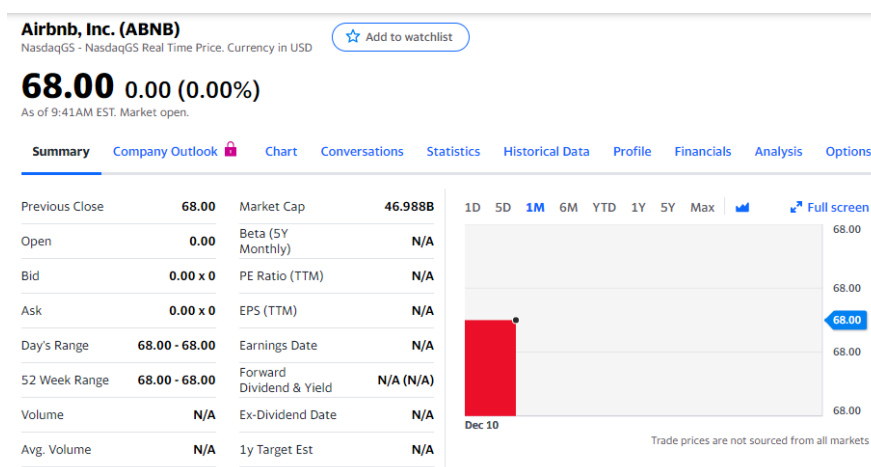 Airbnb, Inc. (ABNB)
NasdaqGS - NasdaqGS Real Time Price. Currency in USD
Add to watchlist
68.00 0.00 (0.00%)
As of 9:41AM EST. Market open.
Summary Company Outlook Chart Conversations Statistics Historical Data Profile Financials Analysis Options
Previous Close 68.00
Open 0.00
Bid 0.00 x 0
Ask 0.00 x 0
Day's Range 68.00 - 68.00
52 Week Range 68.00 - 68.00
Volume N/A
Avg. Volume N/A
Market Cap 46.988B
Beta (5Y
Monthly) N/A
PE Ratio (TTM) N/A
EPS (TTM) N/A
Earnings Date N/A
Forward
Dividend & Yield N/A (N/A)
Ex-Dividend Date N/A
1y Target Est N/A
1D 5D 1M 6M YTD 1Y 5Y Max Full screen
68.00
68.00
68.00
68.00
68.00
Dec 10
Trade prices are not sourced from all markets